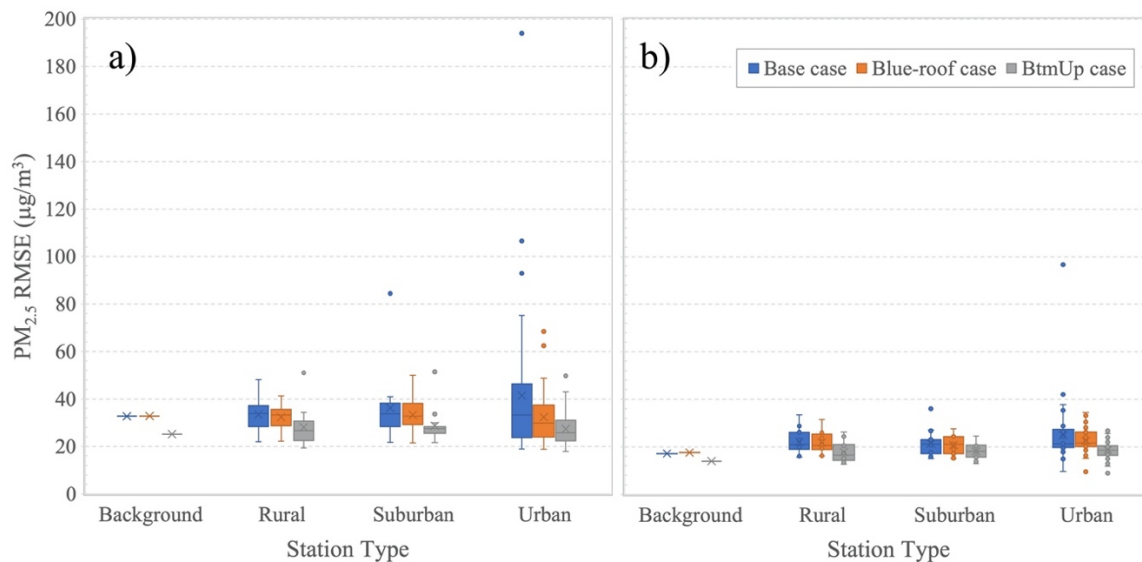 a)
b)
Base case Blue-roof case BtmUp case
PM2.5 RMSE (µg/m³)
200
180
160
140
120
100
80
60
40
20
0
Background Rural Suburban Urban
Background Rural Suburban Urban
Station Type
Station Type